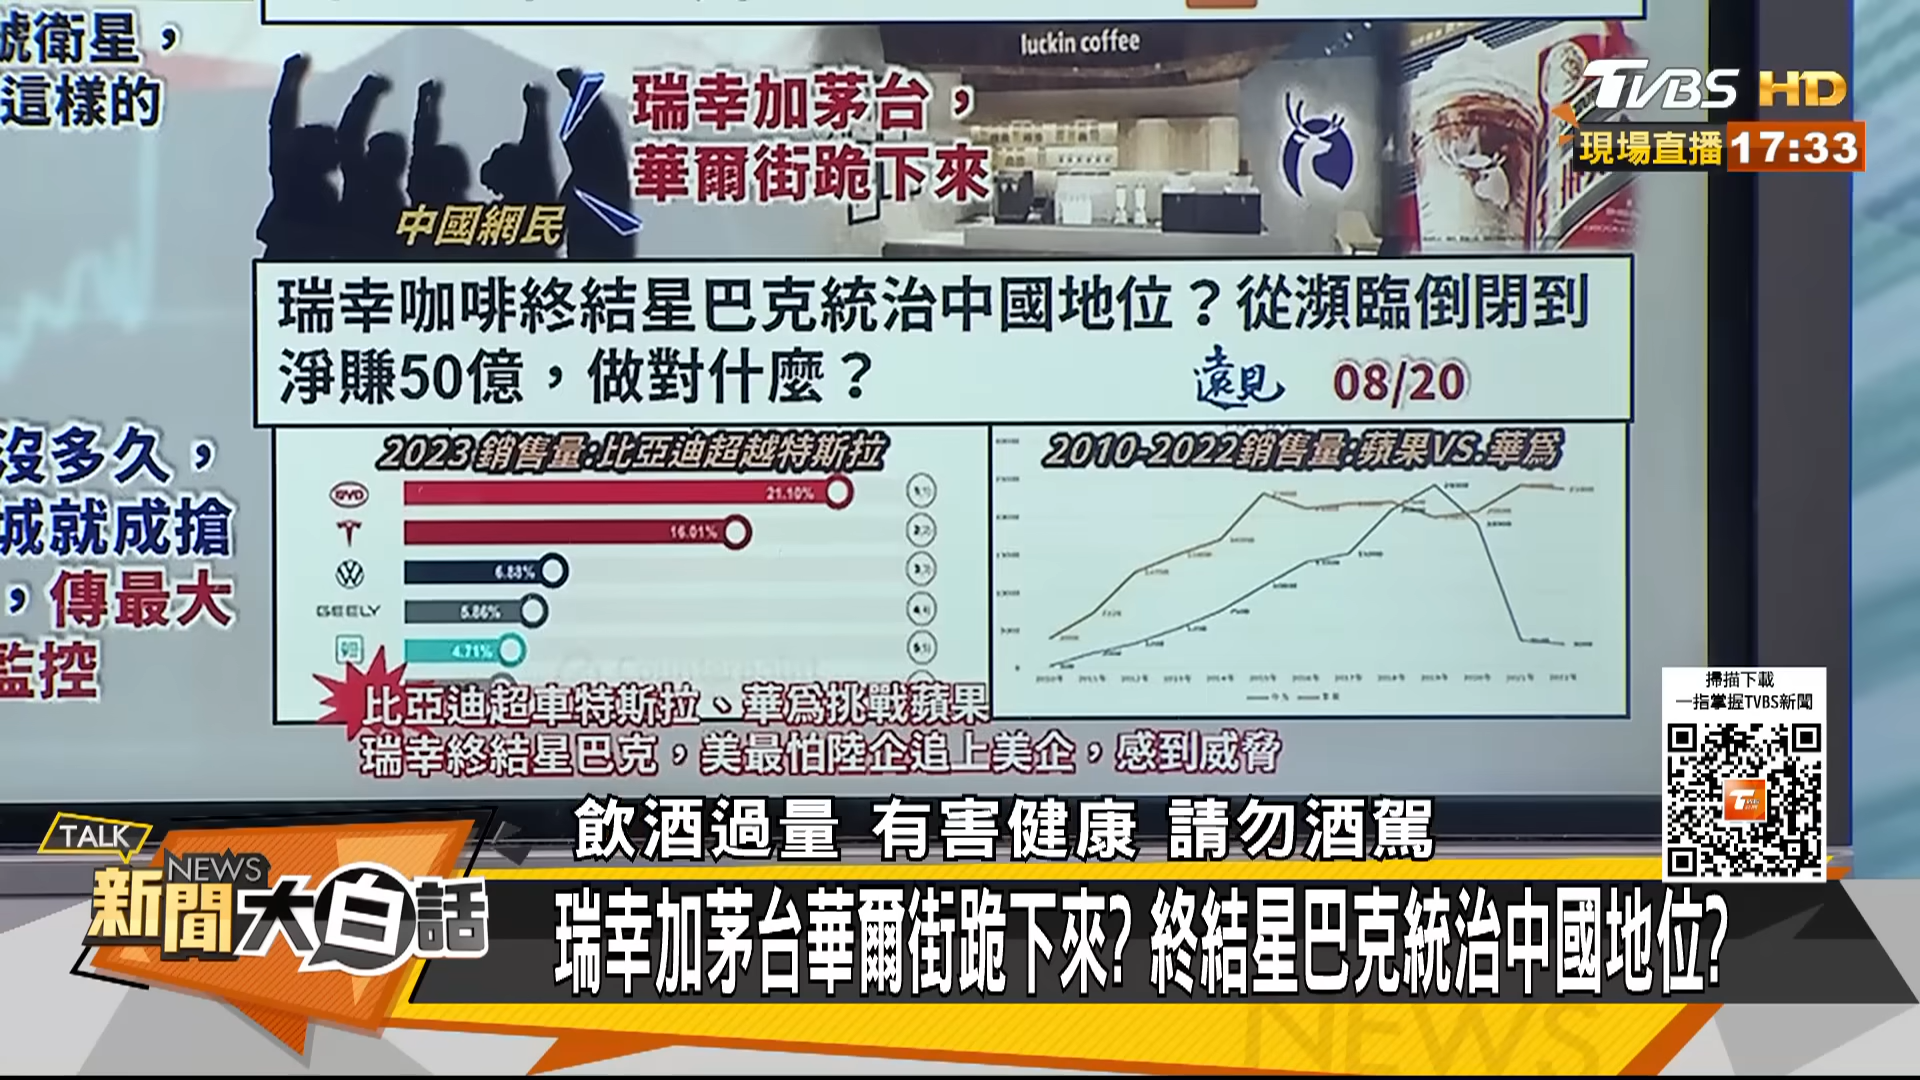 號衛星，
這樣的
沒多久，
城就成搶
，傳最大
監控
luckin coffee
瑞幸加茅台，
華爾街跪下來
中國網民
TVBS HD
現場直播 17:33
瑞幸咖啡終結星巴克統治中國地位？從瀕臨倒閉到
淨賺50億，做對什麼？
遠見 08/20
2023銷售量:比亞迪超越特斯拉
BYD 21.10%
16.01%
6.88%
GEELY 5.86%
4.71%
2010-2022銷售量:蘋果VS.華為
比亞迪超車特斯拉、華為挑戰蘋果
瑞幸終結星巴克，美最怕陸企追上美企，感到威脅
掃描下載
一指掌握TVBS新聞
飲酒過量 有害健康 請勿酒駕
TALK
NEWS
新聞大白話
瑞幸加茅台華爾街跪下來? 終結星巴克統治中國地位?
NEWS